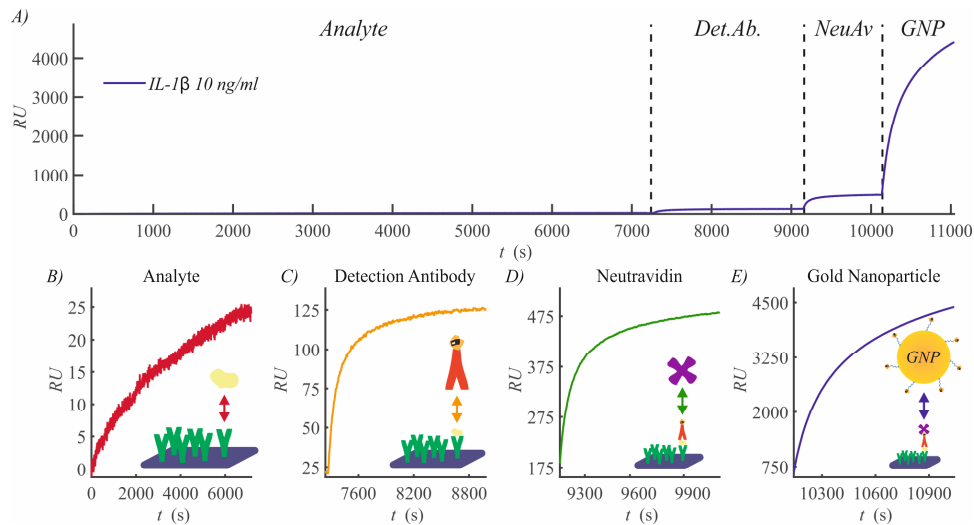 A)
Analyte
Det.Ab.
NeuAv
GNP
IL-1β 10 ng/ml
RU
4000
3000
2000
1000
0
0 1000 2000 3000 4000 5000 6000 7000 8000 9000 10000 11000
t (s)
B) Analyte
RU
25
20
15
10
5
0
0 2000 4000 6000
t (s)
C) Detection Antibody
RU
125
100
75
50
25
7600 8200 8800
t (s)
D) Neutravidin
RU
475
375
275
175
9300 9600 9900
t (s)
E) Gold Nanoparticle
RU
4500
3250
2000
750
GNP
10300 10600 10900
t (s)